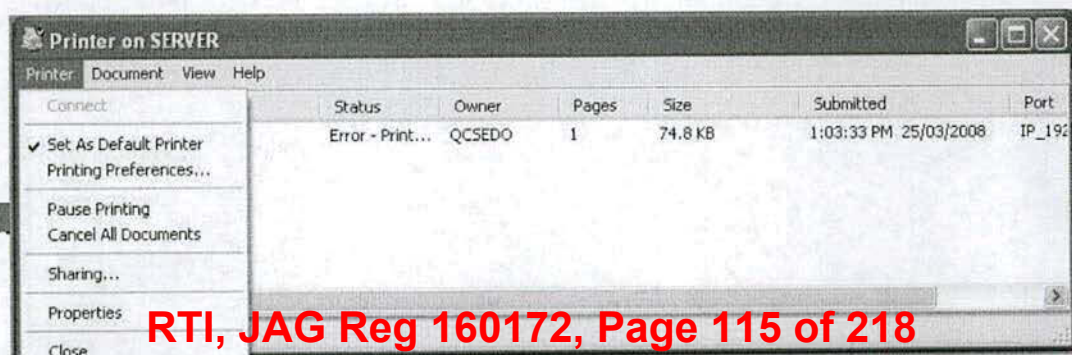 Printer on SERVER
Printer Document View Help
Status Owner Pages Size Submitted Port
Error - Print... QCSEDO 1 74.8 KB 1:03:33 PM 25/03/2008 IP_192
Connect
Set As Default Printer
Printing Preferences...
Pause Printing
Cancel All Documents
Sharing...
Properties
Close
RTI, JAG Reg 160172, Page 115 of 218